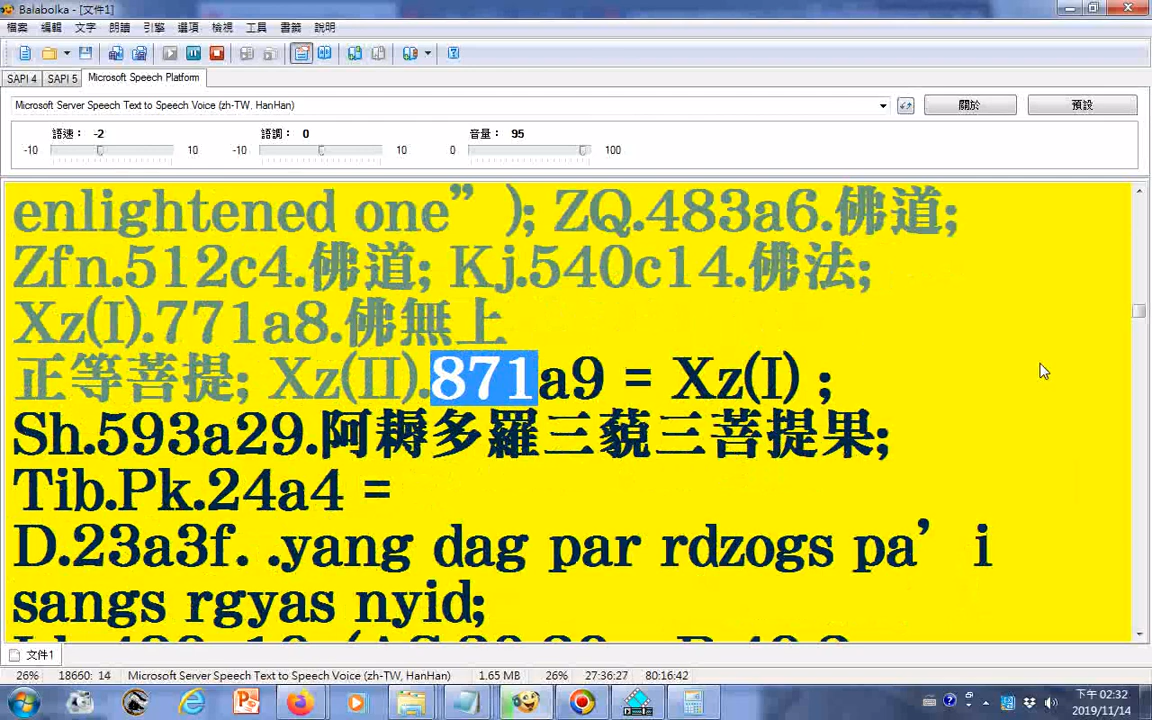 Balabolka - [文件1]
檔案 編輯 文字 朗讀 引擎 選項 檢視 工具 書籤 說明
SAPI 4 SAPI 5 Microsoft Speech Platform
Microsoft Server Speech Text to Speech Voice (zh-TW, HanHan) 關於 預設
語速： -2 語調： 0 音量： 95
-10 10 -10 10 0 100
enlightened one”); ZQ.483a6.佛道;
Zfn.512c4.佛道; Kj.540c14.佛法;
Xz(I).771a8.佛無上
正等菩提; Xz(II).871a9 = Xz(I) ;
Sh.593a29.阿耨多羅三藐三菩提果;
Tib.Pk.24a4 =
D.23a3f. .yang dag par rdzogs pa’i
sangs rgyas nyid;
文件1
26% 18660: 14 Microsoft Server Speech Text to Speech Voice (zh-TW, HanHan) 1.65 MB 26% 27:36:27 80:16:42
下午 02:32
2019/11/14